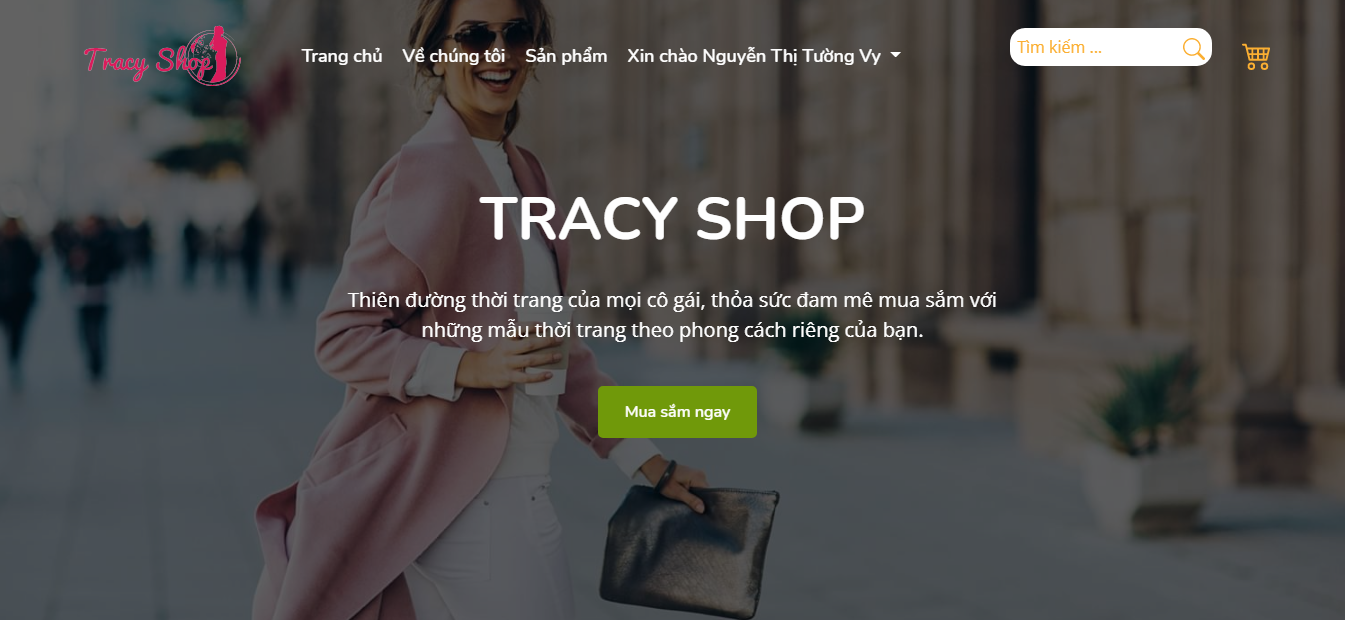 Tracy Shop
Trang chủ
Về chúng tôi
Sản phẩm
Xin chào Nguyễn Thị Tường Vy
Tìm kiếm ...
TRACY SHOP
Thiên đường thời trang của mọi cô gái, thỏa sức đam mê mua sắm với
những mẫu thời trang theo phong cách riêng của bạn.
Mua sắm ngay